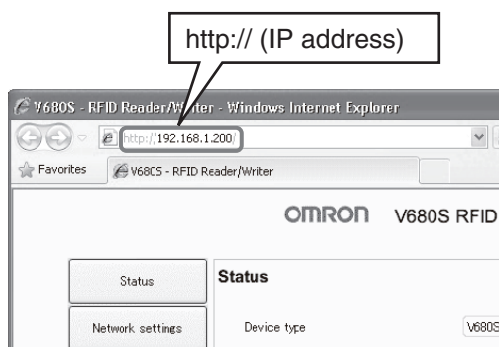 http:// (IP address)
V680S - RFID Reader/Writer - Windows Internet Explorer
http://192.168.1.200/
Favorites
V680S - RFID Reader/Writer
OMRON V680S RFID
Status
Status
Network settings
Device type
V680S